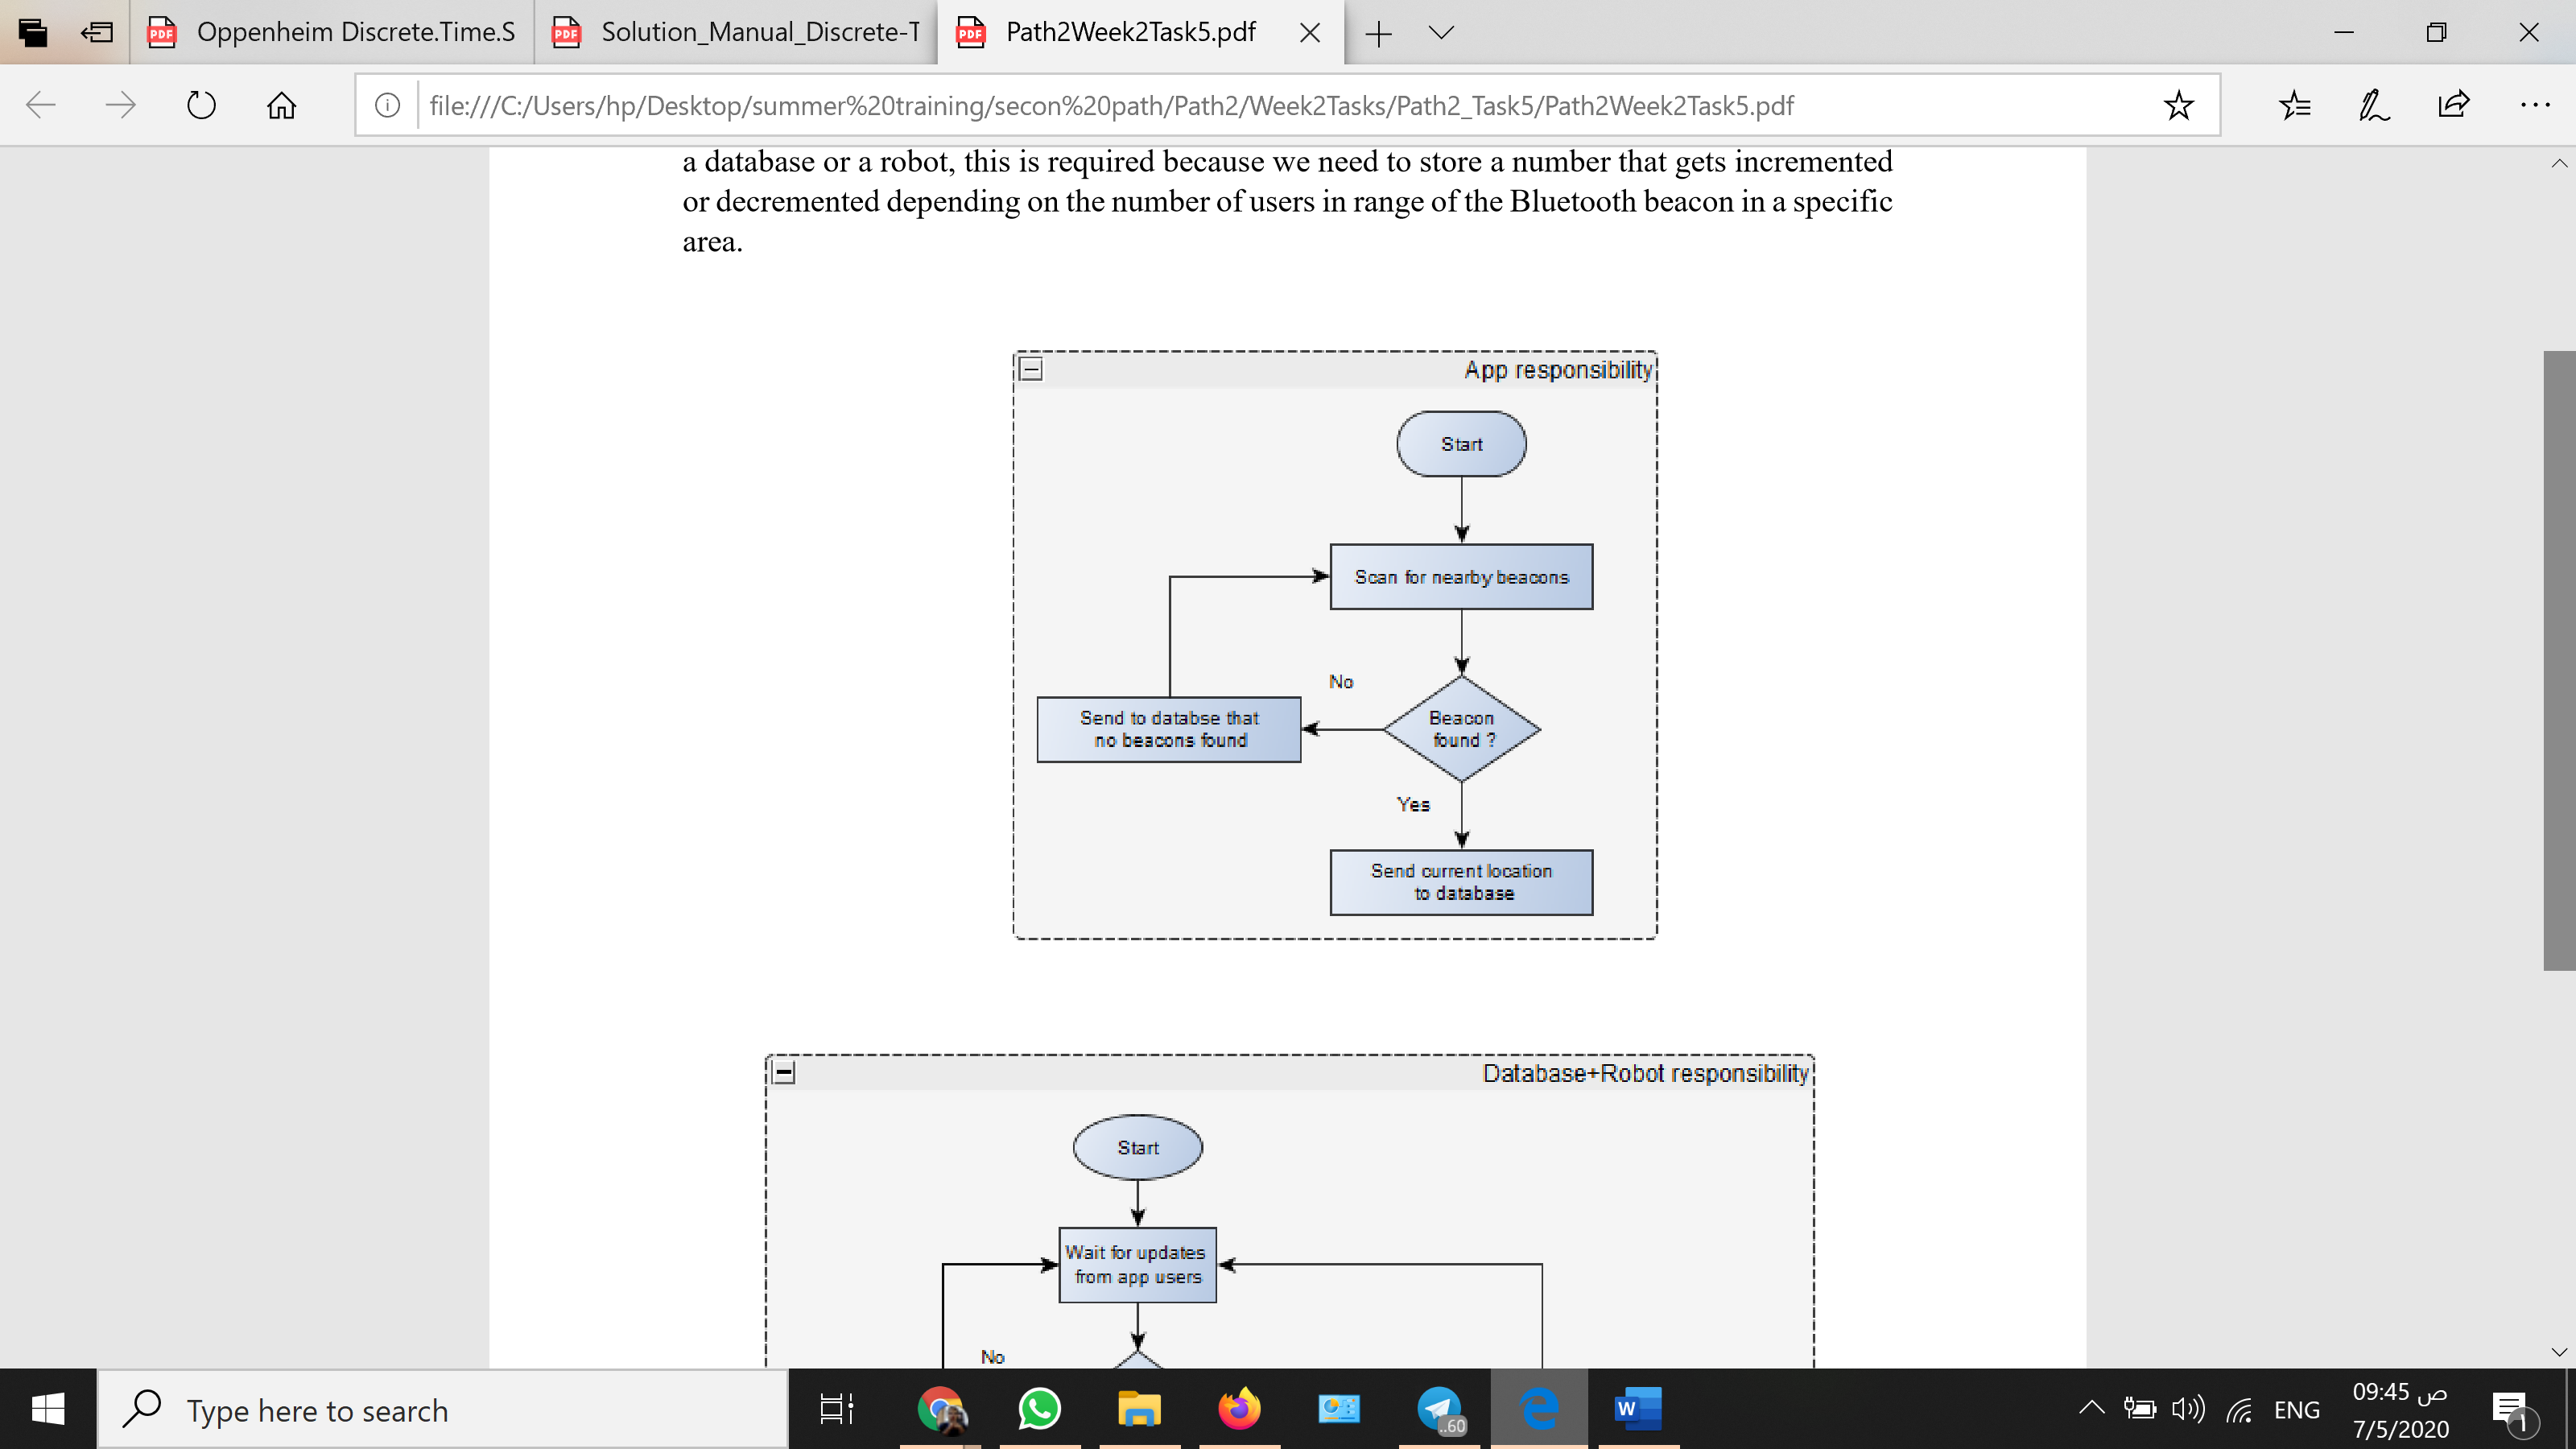 Oppenheim Discrete.Time.S
Solution_Manual_Discrete-T
Path2Week2Task5.pdf
file:///C:/Users/hp/Desktop/summer%20training/secon%20path/Path2/Week2Tasks/Path2_Task5/Path2Week2Task5.pdf
a database or a robot, this is required because we need to store a number that gets incremented
or decremented depending on the number of users in range of the Bluetooth beacon in a specific
area.
App responsibility
Start
Scan for nearby beacons
No
Send to databse that
no beacons found
Beacon
found ?
Yes
Send current location
to database
Database+Robot responsibility
Start
Wait for updates
from app users
No
Type here to search
..60
W
ENG
09:45 ص
7/5/2020
١